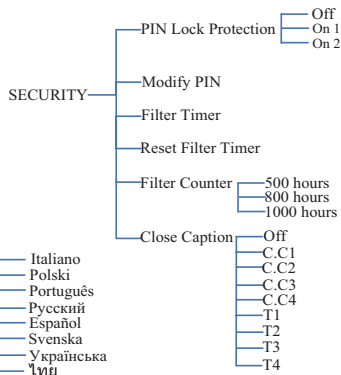 SECURITY
PIN Lock Protection
Off
On 1
On 2
Modify PIN
Filter Timer
Reset Filter Timer
Filter Counter
500 hours
800 hours
1000 hours
Close Caption
Off
C.C1
C.C2
C.C3
C.C4
T1
T2
T3
T4
Italiano
Polski
Português
Русский
Español
Svenska
Українська
ไทย